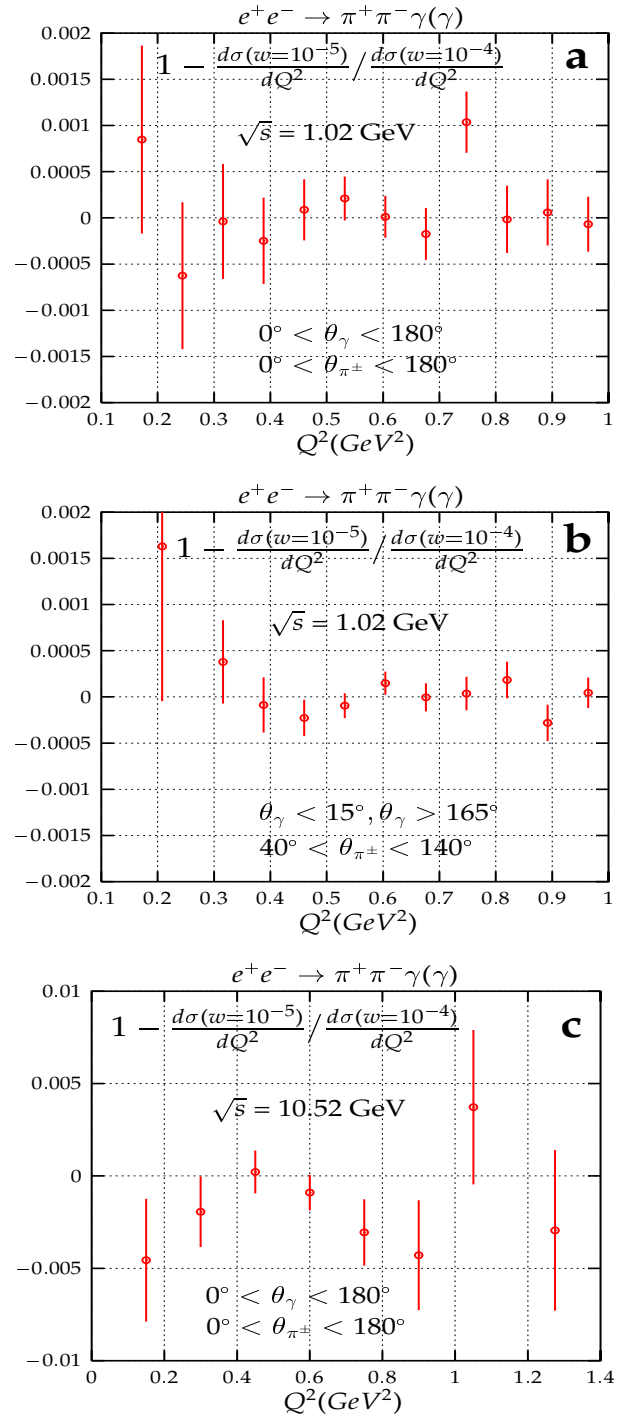 e⁺e⁻ → π⁺π⁻γ(γ)
0.002
0.0015
0.001
0.0005
0
−0.0005
−0.001
−0.0015
−0.002
1 − dσ(w=10⁻⁵)/dQ² / dσ(w=10⁻⁴)/dQ²
a
√s = 1.02 GeV
0° < θ_γ < 180°
0° < θ_π± < 180°
0.1 0.2 0.3 0.4 0.5 0.6 0.7 0.8 0.9 1
Q²(GeV²)
e⁺e⁻ → π⁺π⁻γ(γ)
0.002
0.0015
0.001
0.0005
0
−0.0005
−0.001
−0.0015
−0.002
1 − dσ(w=10⁻⁵)/dQ² / dσ(w=10⁻⁴)/dQ²
b
√s = 1.02 GeV
θ_γ < 15°, θ_γ > 165°
40° < θ_π± < 140°
0.1 0.2 0.3 0.4 0.5 0.6 0.7 0.8 0.9 1
Q²(GeV²)
e⁺e⁻ → π⁺π⁻γ(γ)
0.01
0.005
0
−0.005
−0.01
1 − dσ(w=10⁻⁵)/dQ² / dσ(w=10⁻⁴)/dQ²
c
√s = 10.52 GeV
0° < θ_γ < 180°
0° < θ_π± < 180°
0 0.2 0.4 0.6 0.8 1 1.2 1.4
Q²(GeV²)